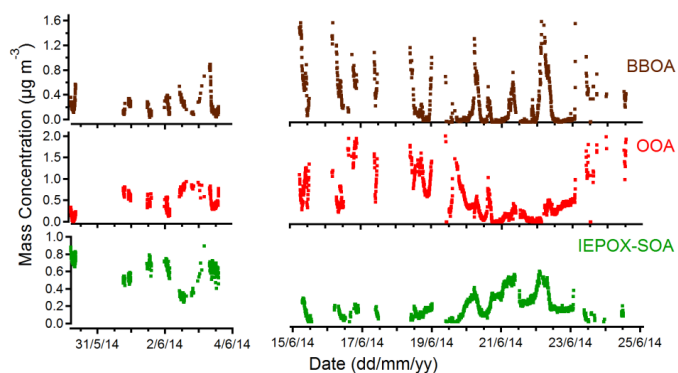 Mass Concentration (µg m-3)
1.6
1.2
0.8
0.4
0.0
BBOA
2.0
1.5
1.0
0.5
0.0
OOA
1.0
0.8
0.6
0.4
0.2
0.0
IEPOX-SOA
31/5/14 2/6/14 4/6/14 15/6/14 17/6/14 19/6/14 21/6/14 23/6/14 25/6/14
Date (dd/mm/yy)